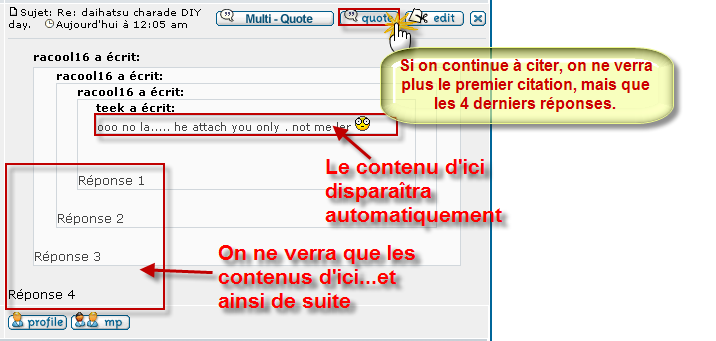 Sujet: Re: daihatsu charade DIY
day. Aujourd'hui à 12:05 am
Multi - Quote
quote
edit
Si on continue à citer, on ne verra
plus le premier citation, mais que
les 4 derniers réponses.
racool16 a écrit:
racool16 a écrit:
racool16 a écrit:
teek a écrit:
ooo no la..... he attach you only . not me ler
Le contenu d'ici
disparaîtra
automatiquement
Réponse 1
Réponse 2
Réponse 3
On ne verra que les
contenus d'ici...et
ainsi de suite
Réponse 4
profile
mp